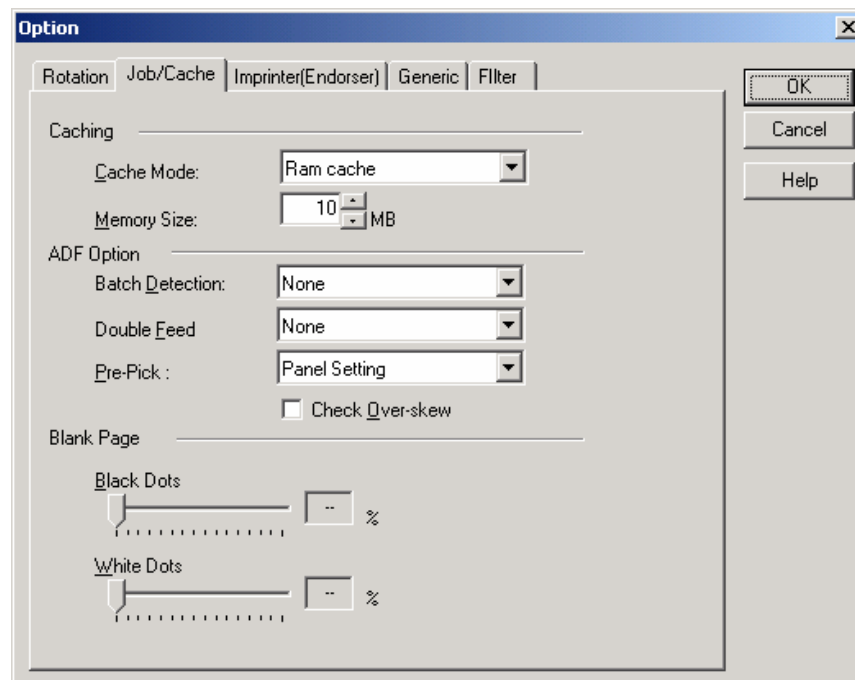 Option
Rotation Job/Cache Imprinter(Endorser) Generic FIlter
OK
Cancel
Help
Caching
Cache Mode: Ram cache
Memory Size: 10 MB
ADF Option
Batch Detection: None
Double Feed None
Pre-Pick : Panel Setting
Check Over-skew
Blank Page
Black Dots
-- %
White Dots
-- %